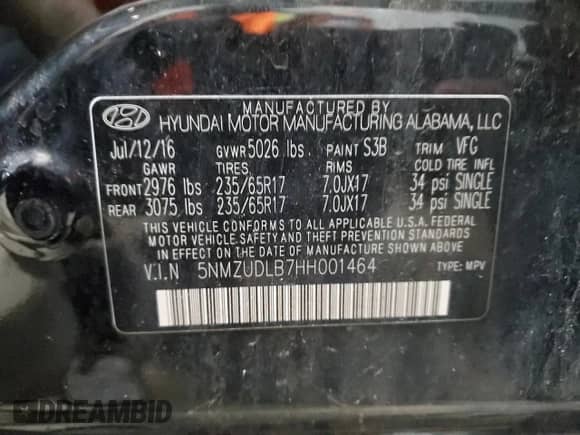 MANUFACTURED BY
HYUNDAI MOTOR MANUFACTURING ALABAMA, LLC
Jul/12/16 GVWR 5026 lbs. PAINT S3B TRIM VFG
GAWR TIRES RIMS COLD TIRE INFL
FRONT 2976 lbs 235/65R17 7.0JX17 34 psi SINGLE
REAR 3075 lbs 235/65R17 7.0JX17 34 psi SINGLE
THIS VEHICLE CONFORMS TO ALL APPLICABLE U.S.A. FEDERAL
MOTOR VEHICLE SAFETY AND THEFT PREVENTION STANDARDS
IN EFFECT ON THE DATE OF MANUFACTURE SHOWN ABOVE.
V.I.N 5NMZUDLB7HH001464 TYPE: MPV
DREAMBID